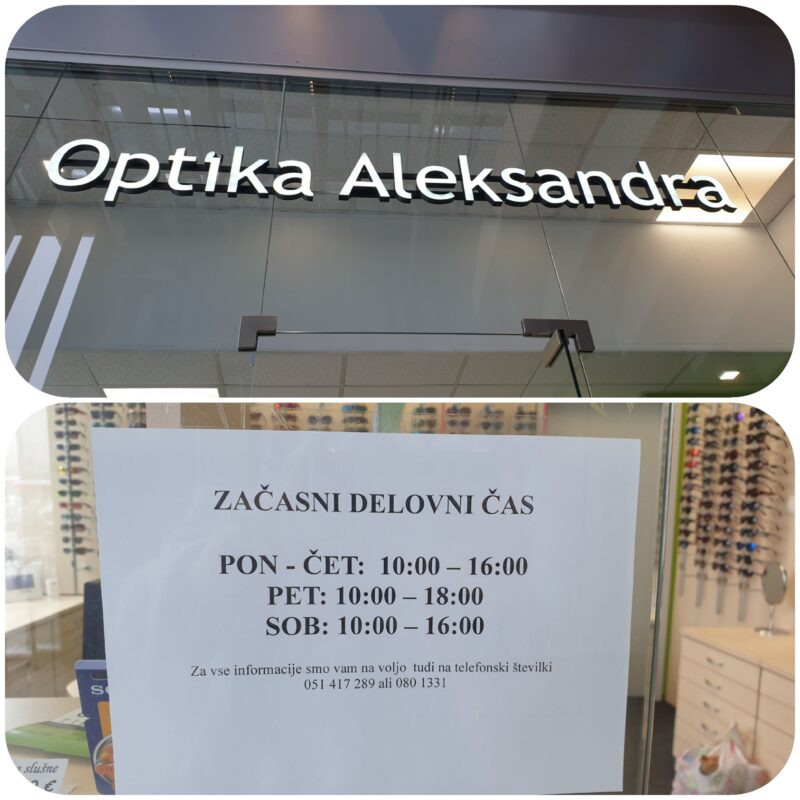 Optika Aleksandra
ZAČASNI DELOVNI ČAS
PON - ČET: 10:00 – 16:00
PET: 10:00 – 18:00
SOB: 10:00 – 16:00
Za vse informacije smo vam na voljo tudi na telefonski številki
051 417 289 ali 080 1331
slušne
€